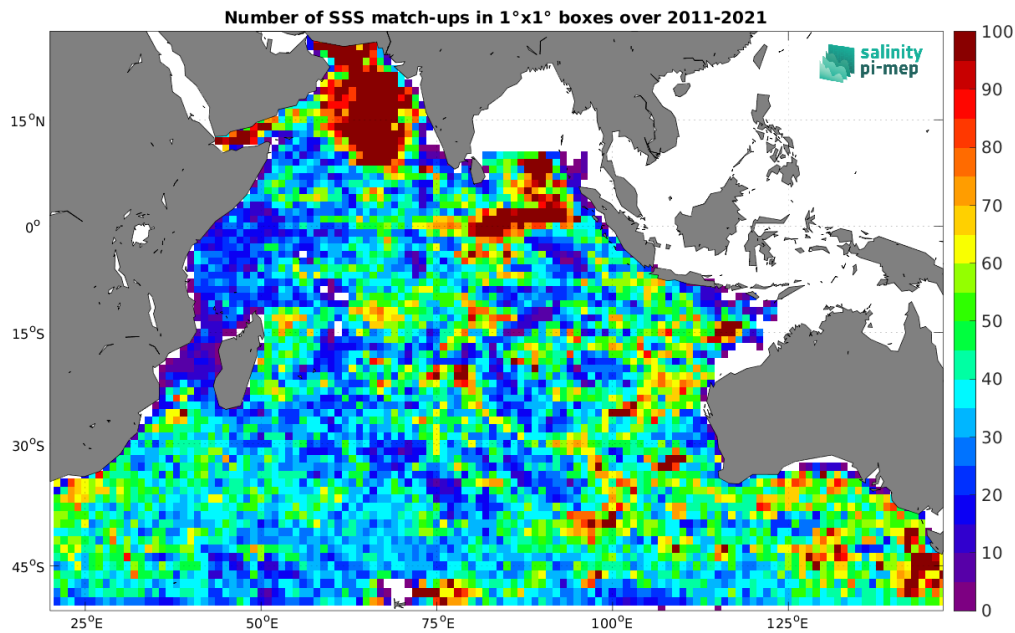 Number of SSS match-ups in 1°x1° boxes over 2011-2021
salinity
pi-mep
100
90
80
70
60
50
40
30
20
10
0
15°N
0°
15°S
30°S
45°S
25°E
50°E
75°E
100°E
125°E